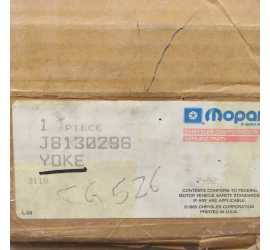 Mopar
1 PIECE
J8130296
YOKE
3110
G 526
CONTENTS CONFORM TO FEDERAL
MOTOR VEHICLE SAFETY STANDARDS
IF ANY ARE APPLICABLE
CHRYSLER CORPORATION
PRINTED IN U.S.A.